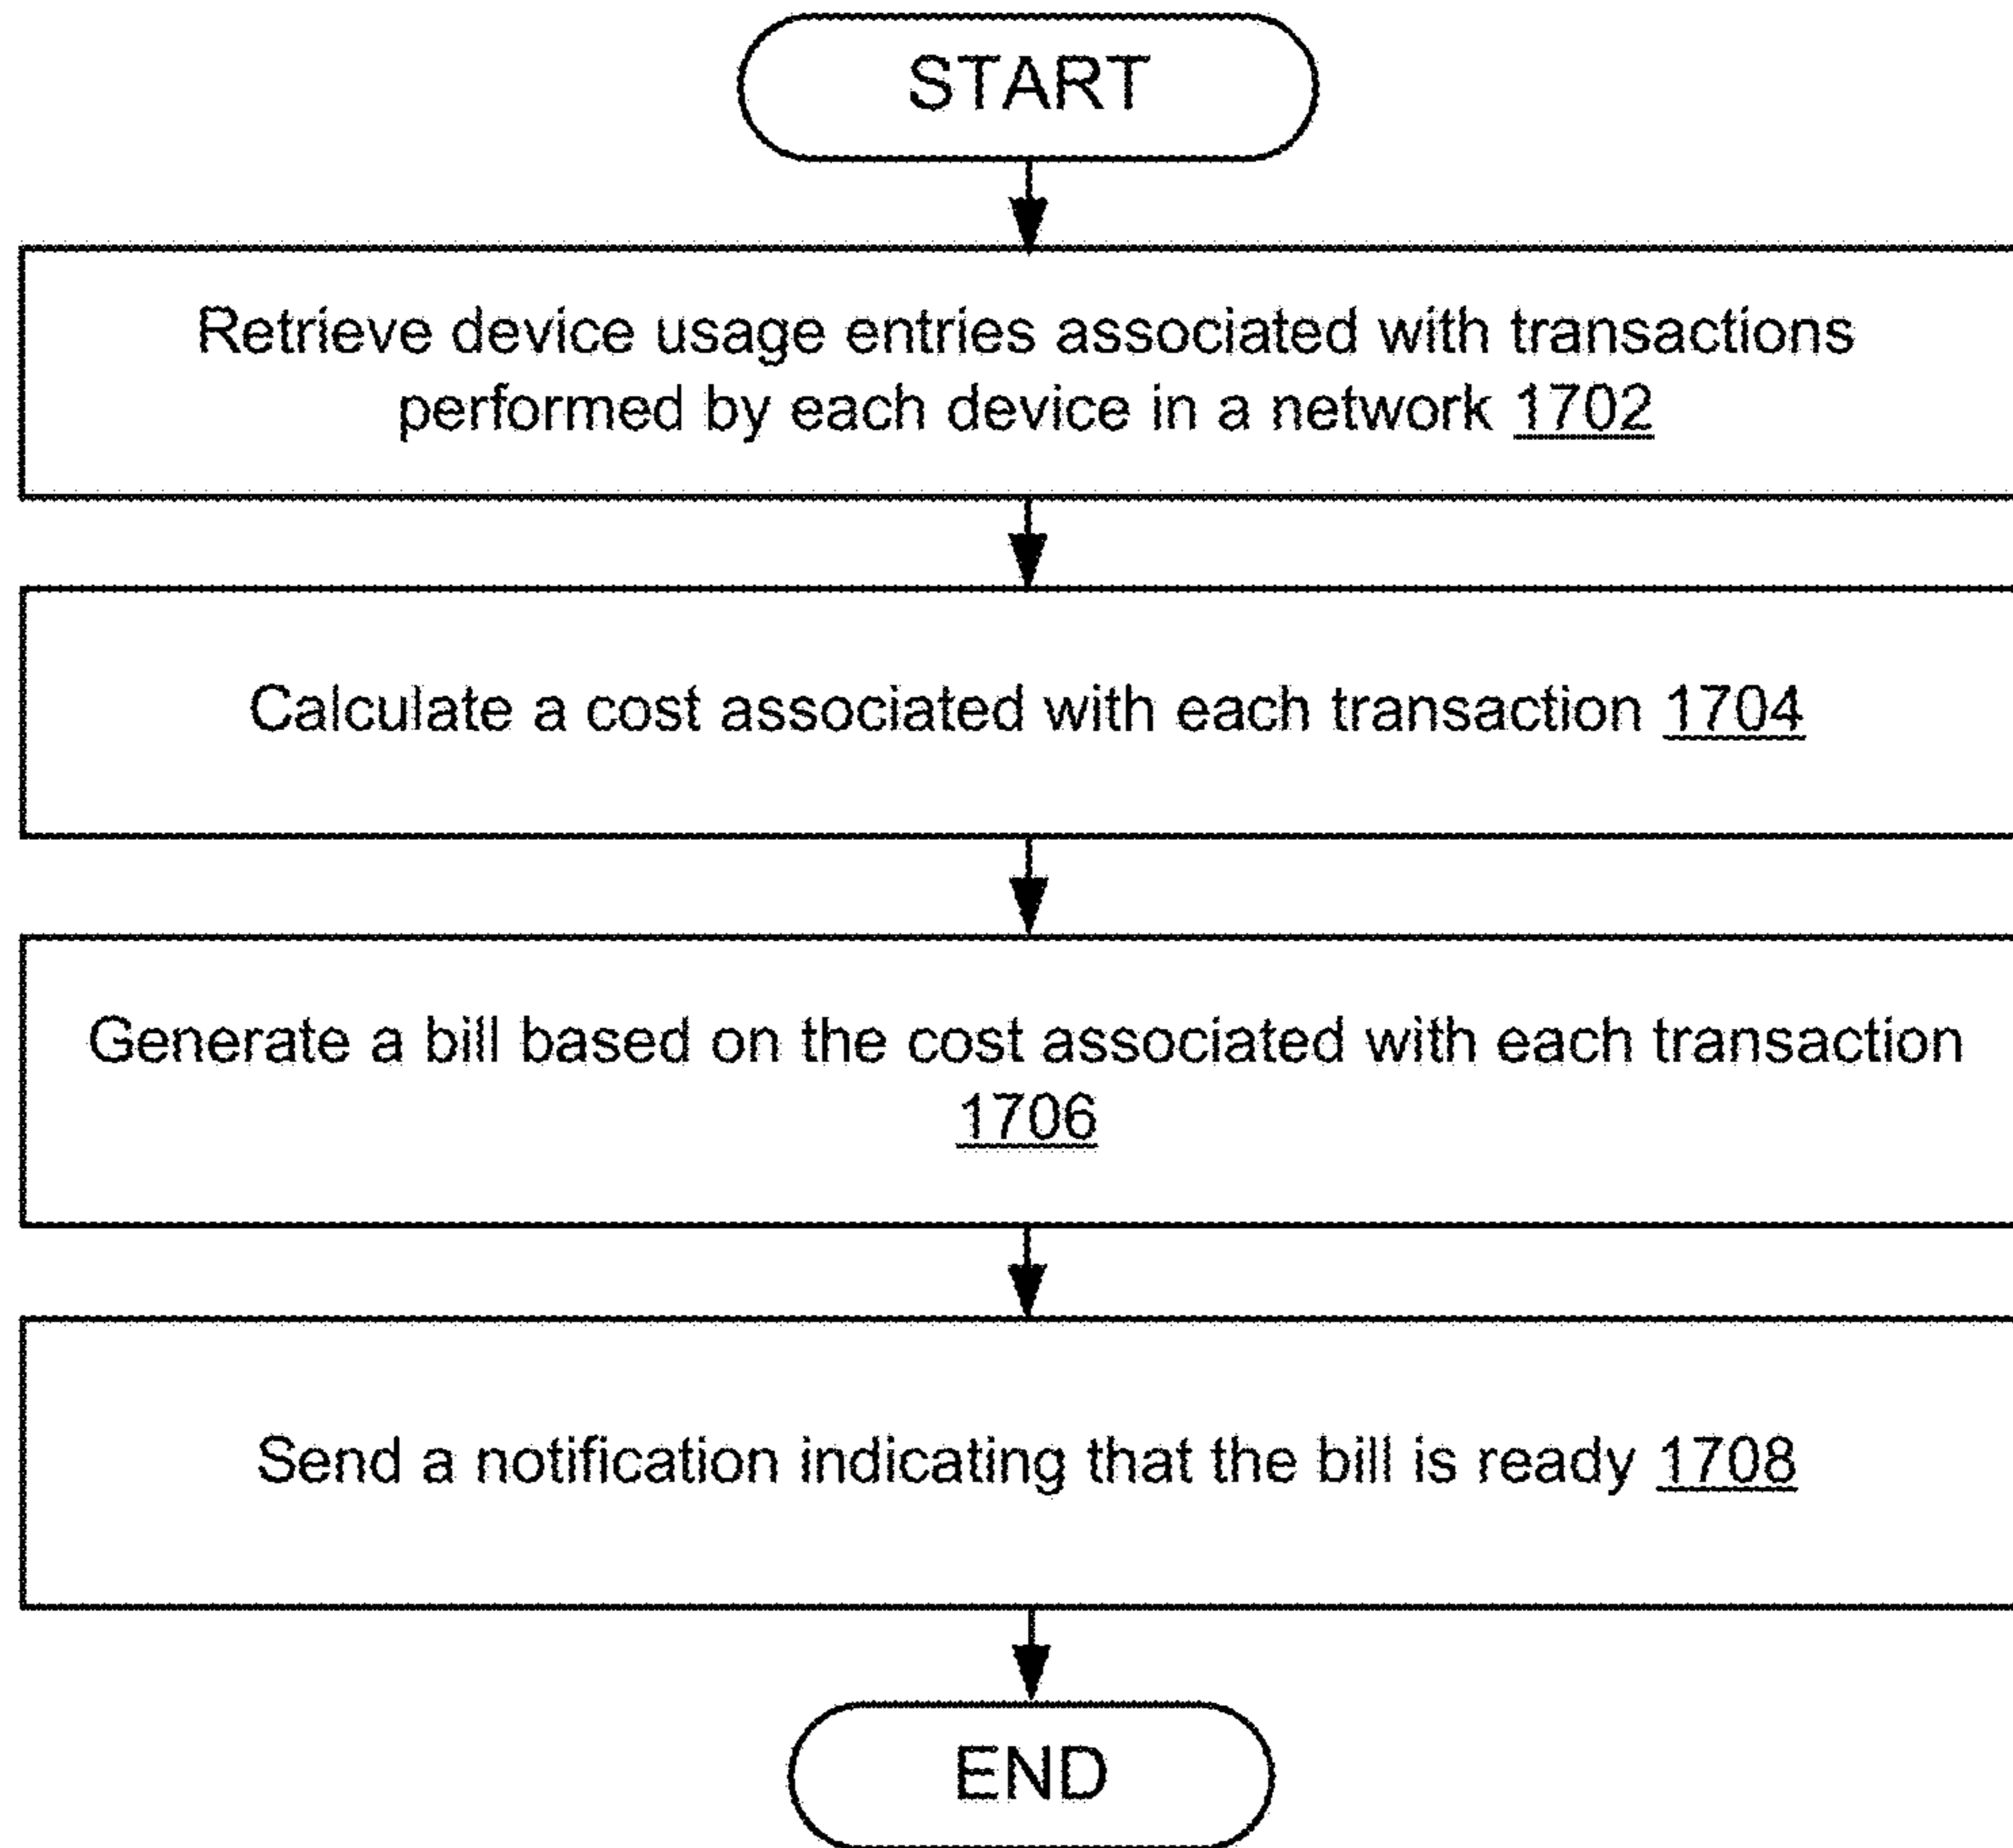 START
Retrieve device usage entries associated with transactions
performed by each device in a network 1702
Calculate a cost associated with each transaction 1704
Generate a bill based on the cost associated with each transaction
1706
Send a notification indicating that the bill is ready 1708
END